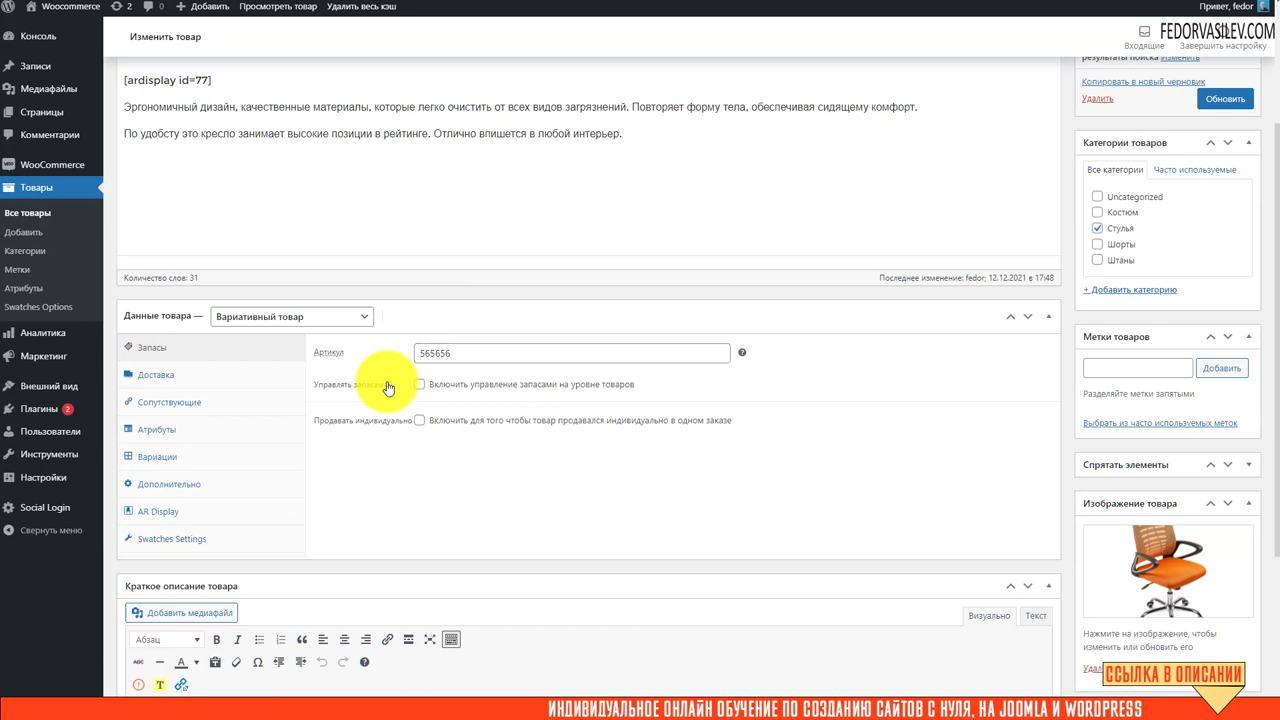 Woocommerce
2
0
Добавить
Просмотреть товар
Удалить весь кэш
Привет, fedor
FEDORVASILEV.COM
Изменить товар
Входящие
Завершить настройку
Консоль
Записи
Медиафайлы
Страницы
Комментарии
WooCommerce
Товары
Все товары
Добавить
Категории
Метки
Атрибуты
Swatches Options
Аналитика
Маркетинг
Внешний вид
Плагины 2
Пользователи
Инструменты
Настройки
Social Login
Свернуть меню
[ardisplay id=77]
Эргономичный дизайн, качественные материалы, которые легко очистить от всех видов загрязнений. Повторяет форму тела, обеспечивая сидящему комфорт.
По удобсту это кресло занимает высокие позиции в рейтинге. Отлично впишется в любой интерьер.
Количество слов: 31
Последнее изменение: fedor; 12.12.2021 в 17:48
Данные товара — Вариативный товар
Запасы
Доставка
Сопутствующие
Атрибуты
Вариации
Дополнительно
AR Display
Swatches Settings
Артикул
565656
Управлять запасами
Включить управление запасами на уровне товаров
Продавать индивидуально
Включить для того чтобы товар продавался индивидуально в одном заказе
Краткое описание товара
Добавить медиафайл
Визуально
Текст
Абзац
результаты поиска Изменить
Копировать в новый черновик
Удалить
Обновить
Категории товаров
Все категории
Часто используемые
Uncategorized
Костюм
Стулья
Шорты
Штаны
+ Добавить категорию
Метки товаров
Добавить
Разделяйте метки запятыми
Выбрать из часто используемых меток
Спрятать элементы
Изображение товара
Нажмите на изображение, чтобы
изменить или обновить его
ССЫЛКА В ОПИСАНИИ
ИНДИВИДУАЛЬНОЕ ОНЛАЙН ОБУЧЕНИЕ ПО СОЗДАНИЮ САЙТОВ С НУЛЯ, НА JOOMLA И WORDPRESS